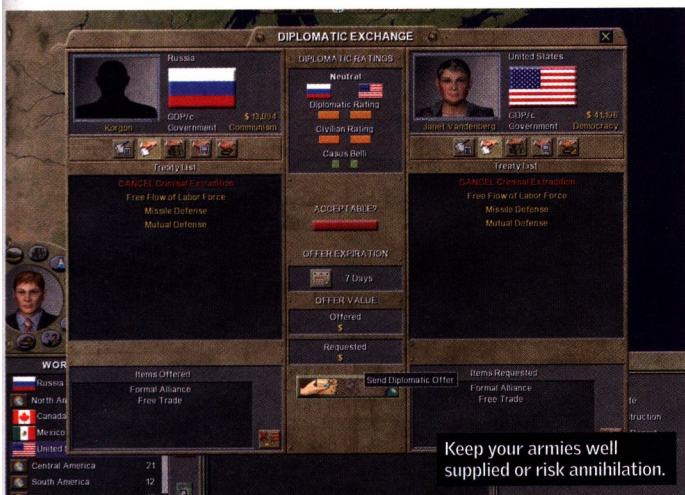 DIPLOMATIC EXCHANGE
Russia
Korgon
GDP/c $ 13,094
Government Communism
Treaty List
CANCEL Criminal Extradition
Free Flow of Labor Force
Missile Defense
Mutual Defense
Items Offered
Formal Alliance
Free Trade
DIPLOMATIC RATINGS
Neutral
Diplomatic Rating
Civilian Rating
Casus Belli
ACCEPTABLE?
OFFER EXPIRATION
7 Days
OFFER VALUE
Offered
$
Requested
$
Send Diplomatic Offer
United States
Janet Vandenberg
GDP/c $ 41,196
Government Democracy
Treaty List
CANCEL Criminal Extradition
Free Flow of Labor Force
Missile Defense
Mutual Defense
Items Requested
Formal Alliance
Free Trade
WOR
Russia
North An
Canada
Mexico
United S
Central America 21
South America 12
Keep your armies well
supplied or risk annihilation.